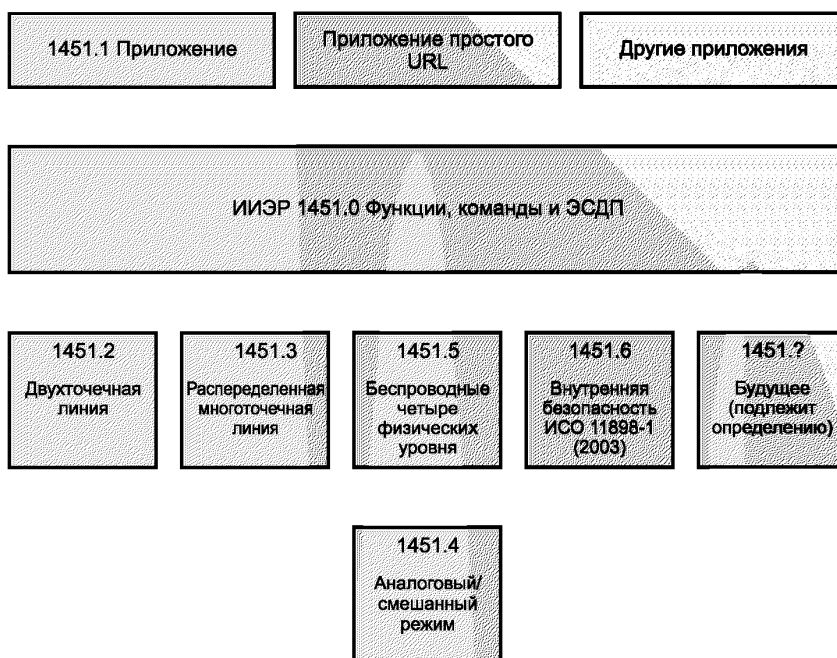 1451.1 Приложение
Приложение простого
URL
Другие приложения
ИИЭР 1451.0 Функции, команды и ЭСДП
1451.2
Двухточечная
линия
1451.3
Распеределенная
многоточечная
линия
1451.5
Беспроводные
четыре
физических
уровня
1451.6
Внутренняя
безопасность
ИСО 11898-1
(2003)
1451.?
Будущее
(подлежит
определению)
1451.4
Аналоговый/
смешанный
режим